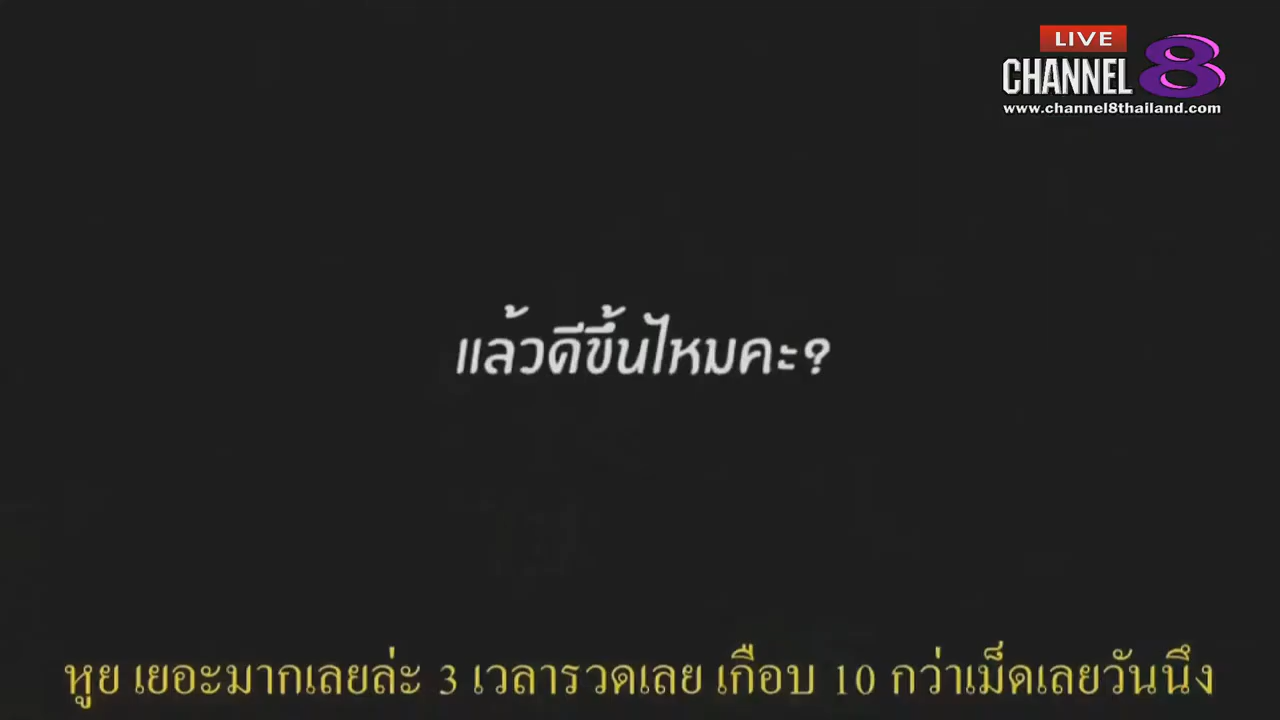 LIVE
CHANNEL 8
www.channel8thailand.com
แล้วดีขึ้นไหมคะ?
หูย เยอะมากเลยล่ะ 3 เวลารวดเลย เกือบ 10 กว่าเม็ดเลยวันนึง